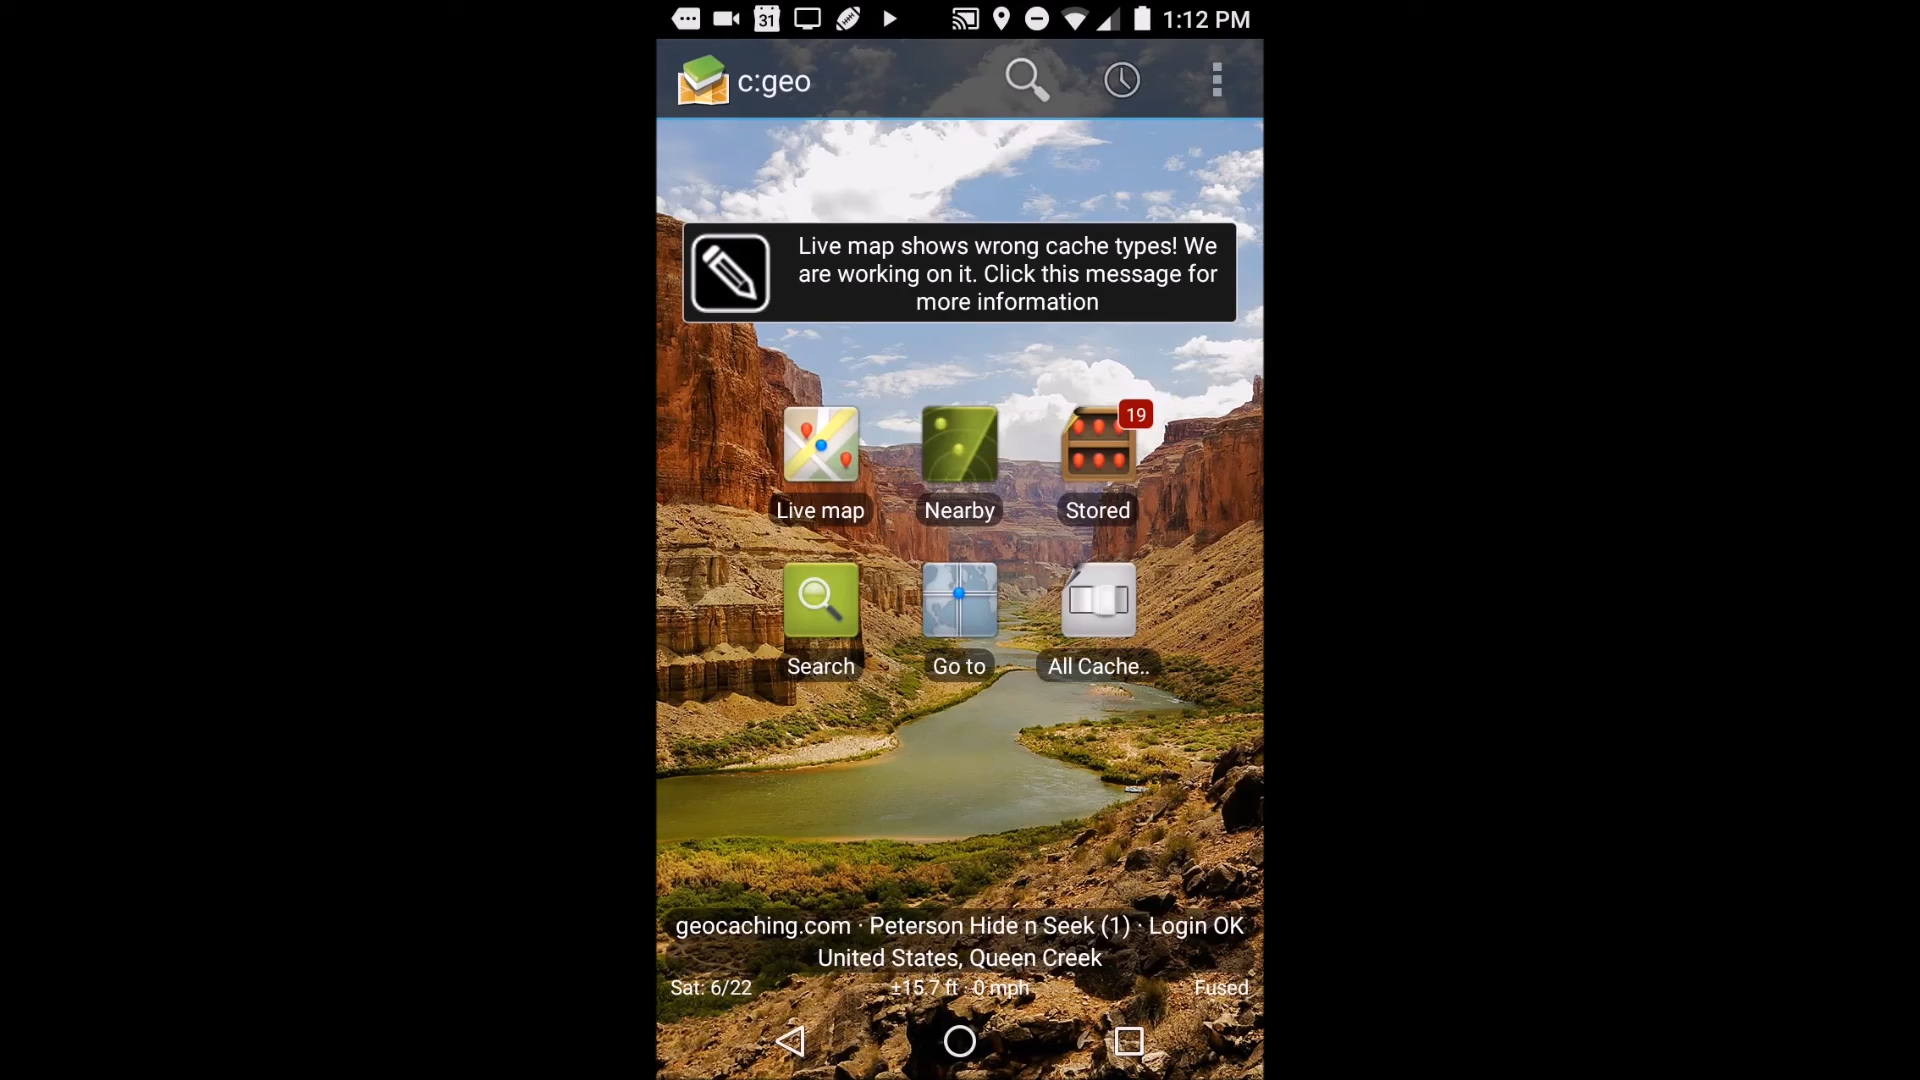 31 1:12 PM
c:geo
Live map shows wrong cache types! We
are working on it. Click this message for
more information
19
Live map Nearby Stored
Search Go to All Cache..
geocaching.com · Peterson Hide n Seek (1) · Login OK
United States, Queen Creek
Sat: 6/22 ±15.7 ft · 0 mph Fused